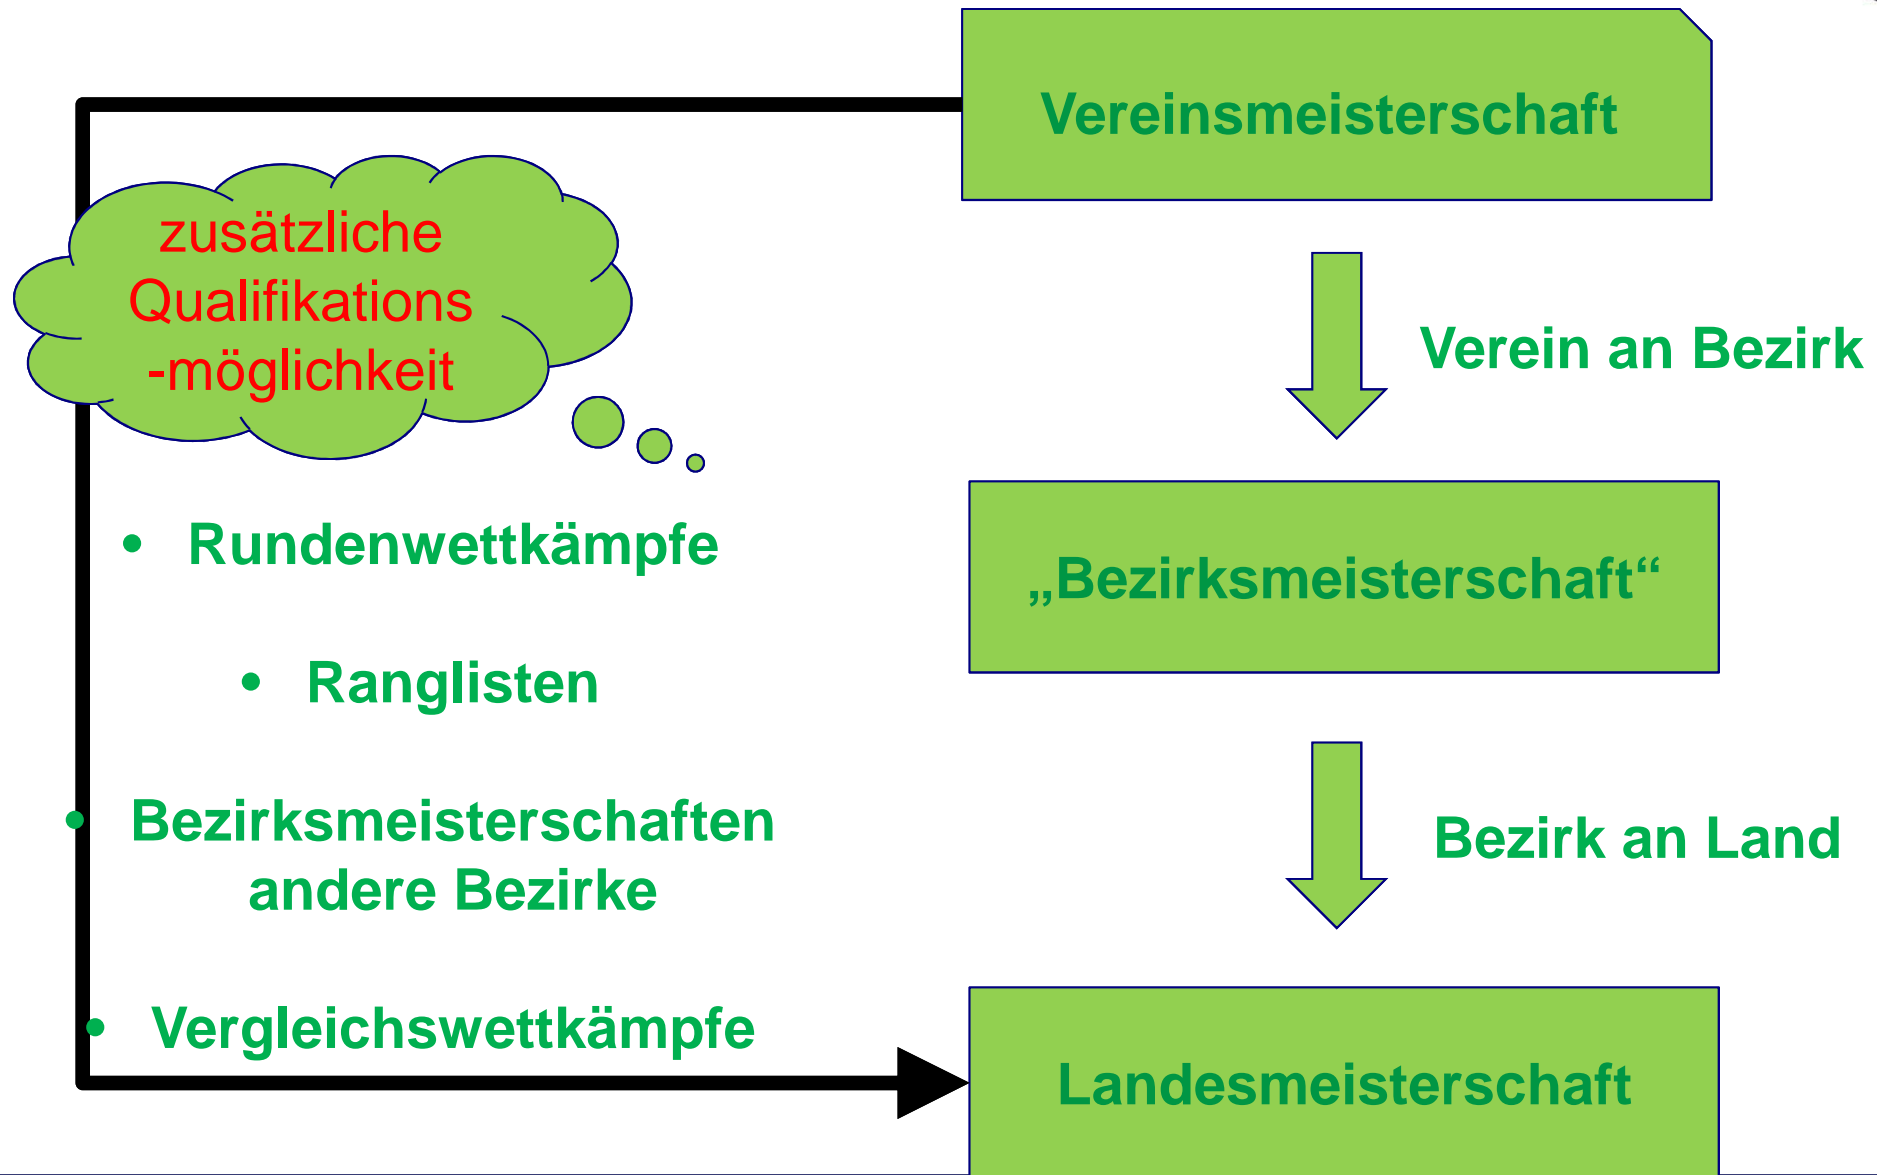 Vereinsmeisterschaft
zusätzliche
Qualifikations
-möglichkeit
Verein an Bezirk
• Rundenwettkämpfe
„Bezirksmeisterschaft“
• Ranglisten
• Bezirksmeisterschaften
andere Bezirke
Bezirk an Land
• Vergleichswettkämpfe
Landesmeisterschaft